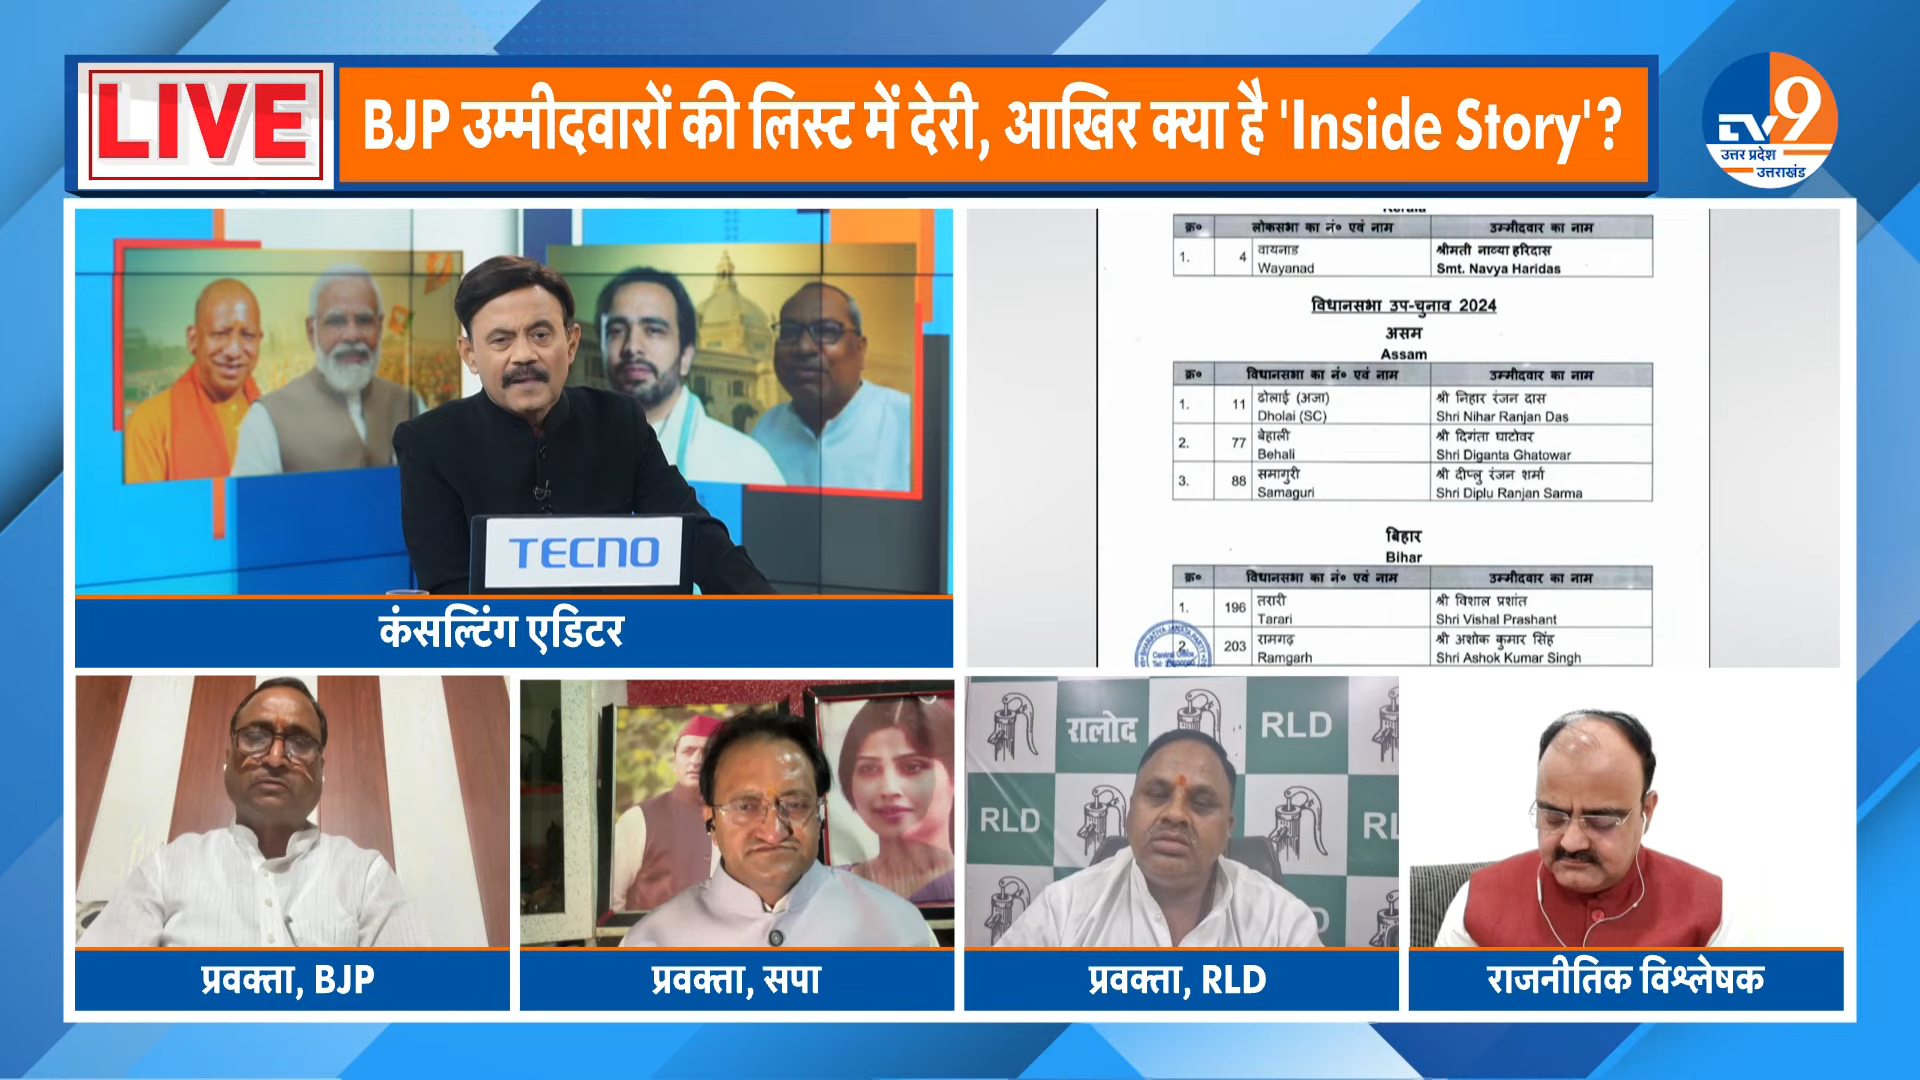 LIVE
BJP उम्मीदवारों की लिस्ट में देरी, आखिर क्या है 'Inside Story'?
TV9
उत्तर प्रदेश
उत्तराखंड
TECNO
कंसल्टिंग एडिटर
Kerala
क्र० लोकसभा का नं० एवं नाम उम्मीदवार का नाम
1. 4 वायनाड श्रीमती नाव्या हरिदास
Wayanad Smt. Navya Haridas
विधानसभा उप-चुनाव 2024
असम
Assam
क्र० विधानसभा का नं० एवं नाम उम्मीदवार का नाम
1. 11 ढोलाई (अजा) श्री निहार रंजन दास
Dholai (SC) Shri Nihar Ranjan Das
2. 77 बेहाली श्री दिगंता घाटोवर
Behali Shri Diganta Ghatowar
3. 88 समागुरी श्री दीप्लु रंजन शर्मा
Samaguri Shri Diplu Ranjan Sarma
बिहार
Bihar
क्र० विधानसभा का नं० एवं नाम उम्मीदवार का नाम
1. 196 तरारी श्री विशाल प्रशांत
Tarari Shri Vishal Prashant
2. 203 रामगढ़ श्री अशोक कुमार सिंह
Ramgarh Shri Ashok Kumar Singh
रालोद RLD
RLD
प्रवक्ता, BJP
प्रवक्ता, सपा
प्रवक्ता, RLD
राजनीतिक विश्लेषक